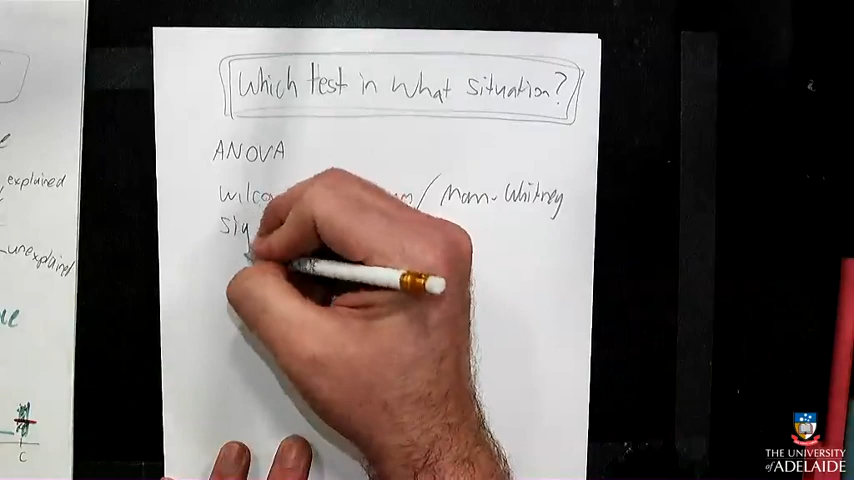 Which test in what situation?
ANOVA
/ Mann-Whitney
explained
unexplained
C
THE UNIVERSITY
of ADELAIDE